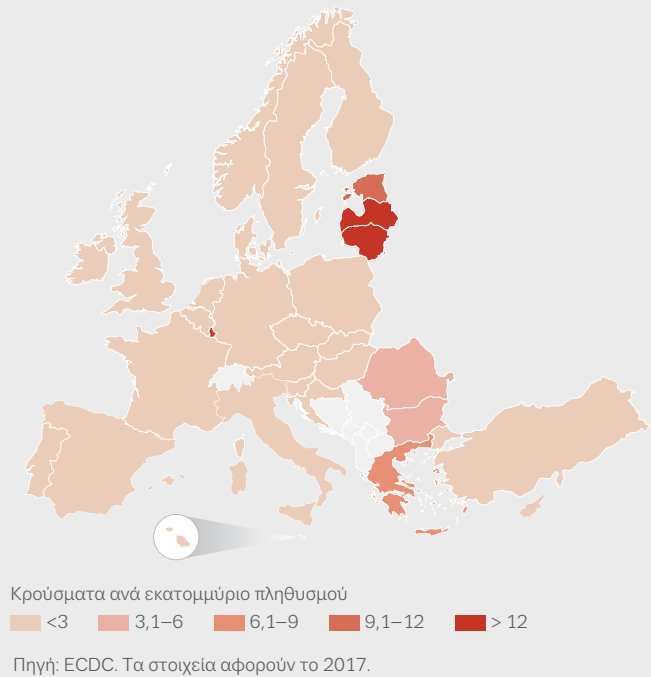 Κρούσματα ανά εκατομμύριο πληθυσμού
<3 3,1–6 6,1–9 9,1–12 > 12
Πηγή: ECDC. Τα στοιχεία αφορούν το 2017.